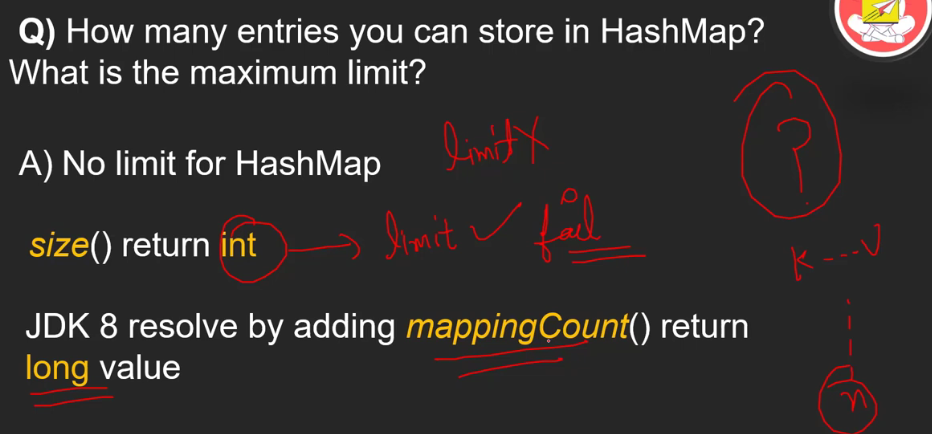 Q) How many entries you can store in HashMap?
What is the maximum limit?
limit X
A) No limit for HashMap
?
size() return int
limit ✓ fail
K---V
JDK 8 resolve by adding mappingCount() return
long value
n